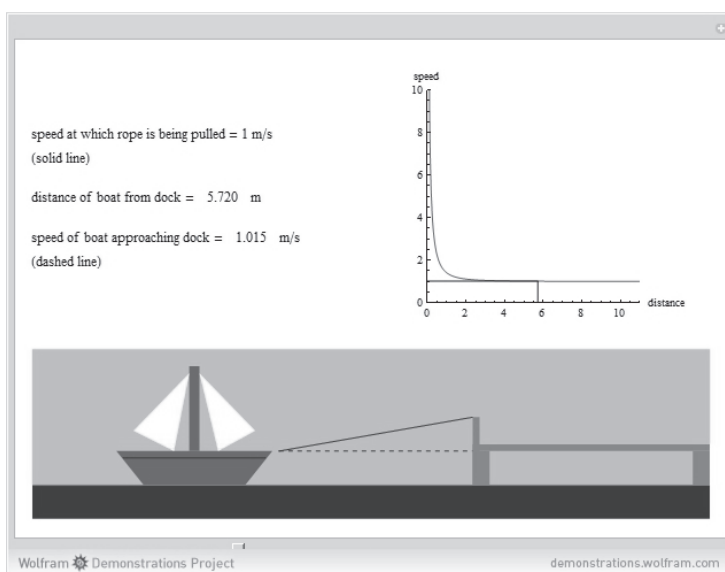 speed at which rope is being pulled = 1 m/s
(solid line)
distance of boat from dock = 5.720 m
speed of boat approaching dock = 1.015 m/s
(dashed line)
speed
10
8
6
4
2
0
0 2 4 6 8 10
distance
Wolfram Demonstrations Project
demonstrations.wolfram.com